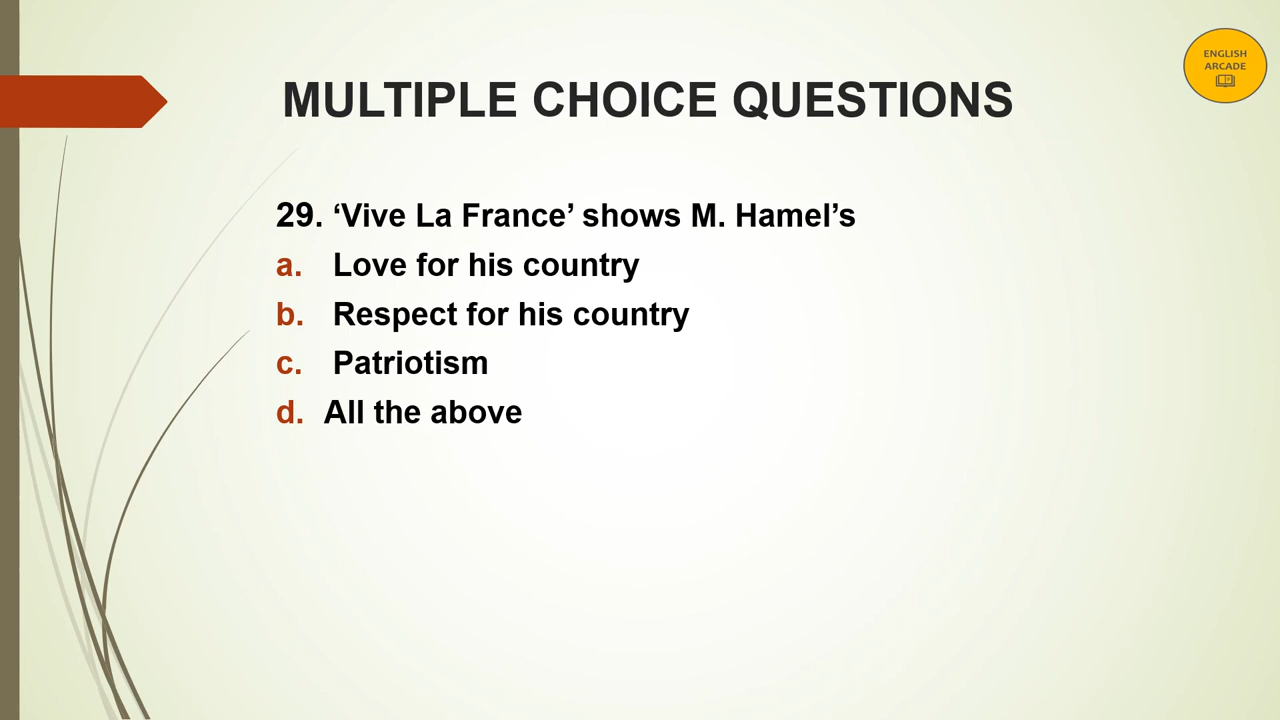 ENGLISH
ARCADE
MULTIPLE CHOICE QUESTIONS
29. ‘Vive La France’ shows M. Hamel’s
a. Love for his country
b. Respect for his country
c. Patriotism
d. All the above